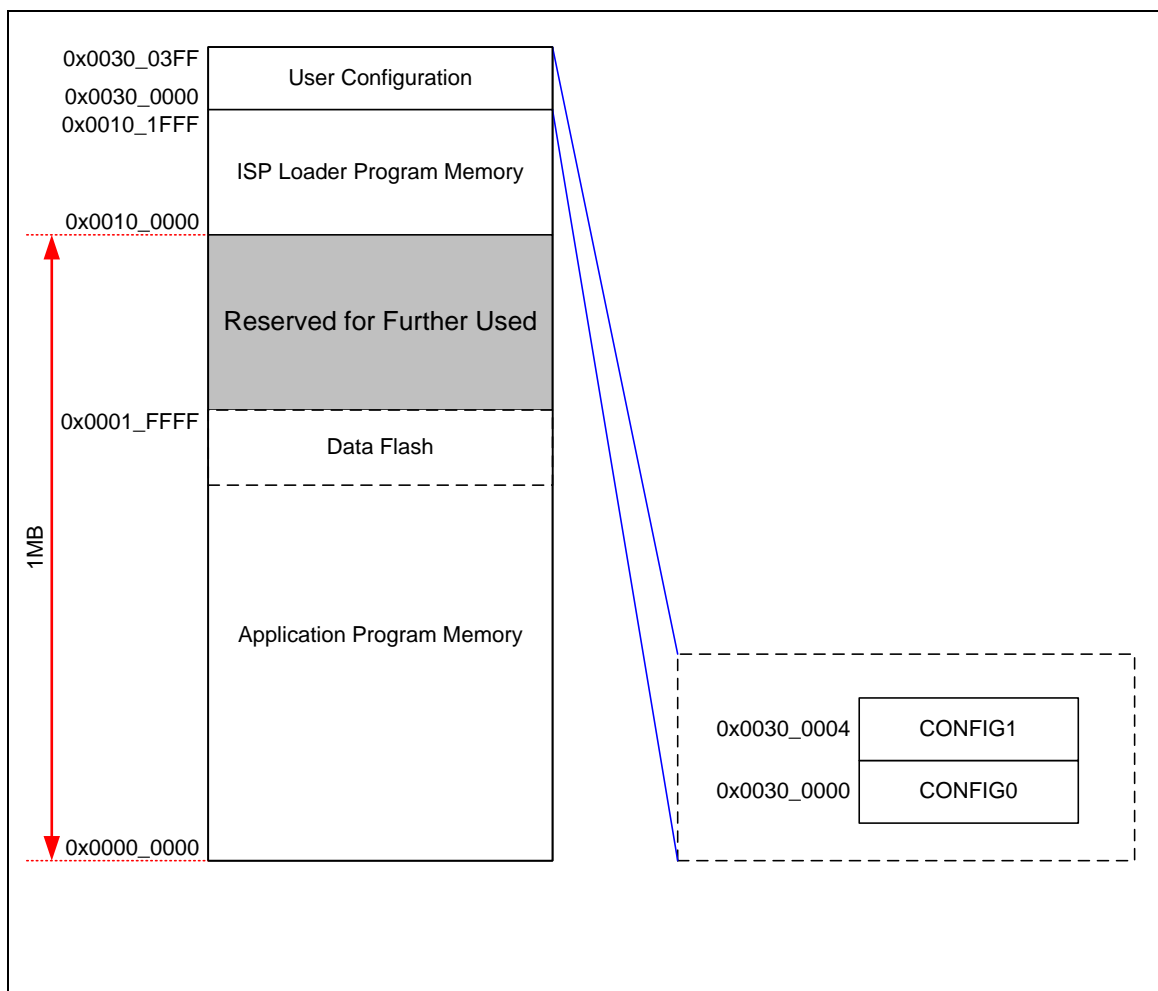 0x0030_03FF
User Configuration
0x0030_0000
0x0010_1FFF
ISP Loader Program Memory
0x0010_0000
Reserved for Further Used
0x0001_FFFF
Data Flash
1MB
Application Program Memory
0x0000_0000
0x0030_0004
CONFIG1
0x0030_0000
CONFIG0